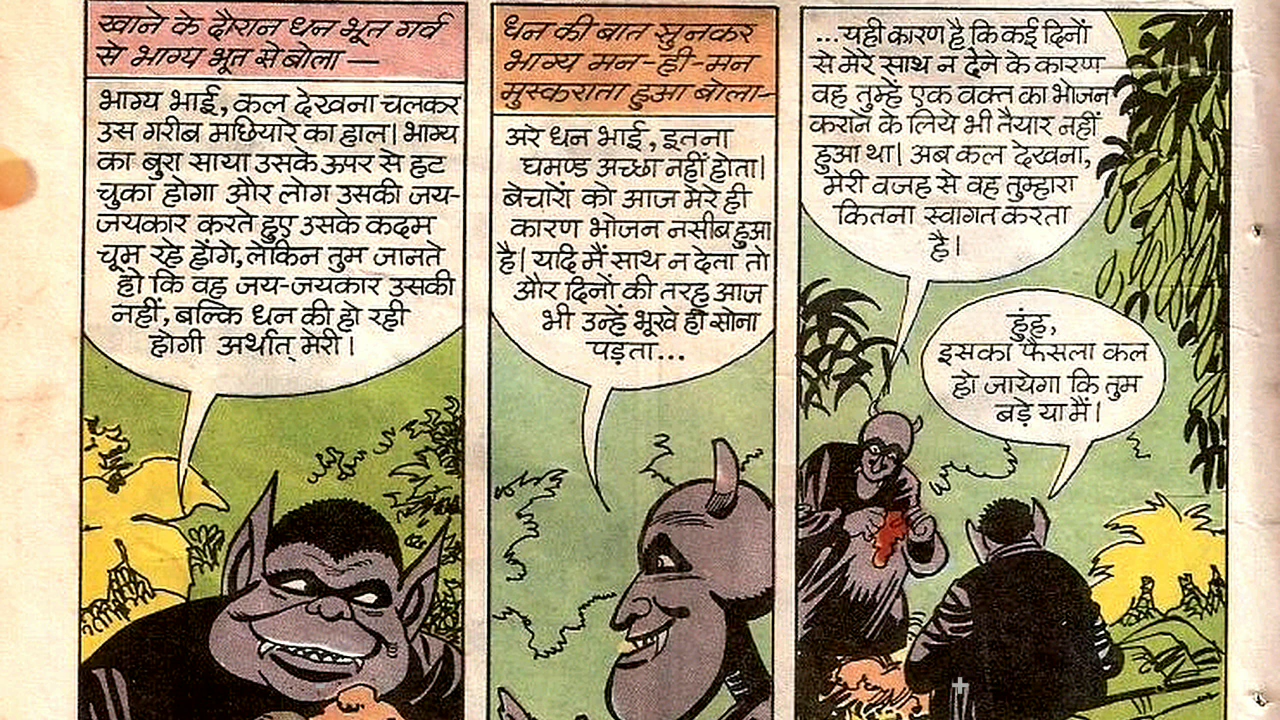 खाने के दौरान धन भूत गर्व
से भाग्य भूत से बोला —
भाग्य भाई, कल देखना चलकर
उस गरीब मछियारे का हाल। भाग्य
का बुरा साया उसके ऊपर से हट
चुका होगा और लोग उसकी जय-
जयकार करते हुए उसके कदम
चूम रहे होंगे, लेकिन तुम जानते
हो कि वह जय-जयकार उसकी
नहीं, बल्कि धन की हो रही
होगी अर्थात् मेरी।
धन की बात सुनकर
भाग्य मन-ही-मन
मुस्कराता हुआ बोला-
अरे धन भाई, इतना
घमण्ड अच्छा नहीं होता।
बेचारों को आज मेरे ही
कारण भोजन नसीब हुआ
है। यदि मैं साथ न देता तो
और दिनों की तरह आज
भी उन्हें भूखे ही सोना
पड़ता...
...यही कारण है कि कई दिनों
से मेरे साथ न देने के कारण
वह तुम्हे एक वक्त का भोजन
कराने के लिये भी तैयार नहीं
हुआ था। अब कल देखना,
मेरी वजह से वह तुम्हारा
कितना स्वागत करता
है।
हुंह,
इसका फैसला कल
हो जायेगा कि तुम
बड़े या मैं।